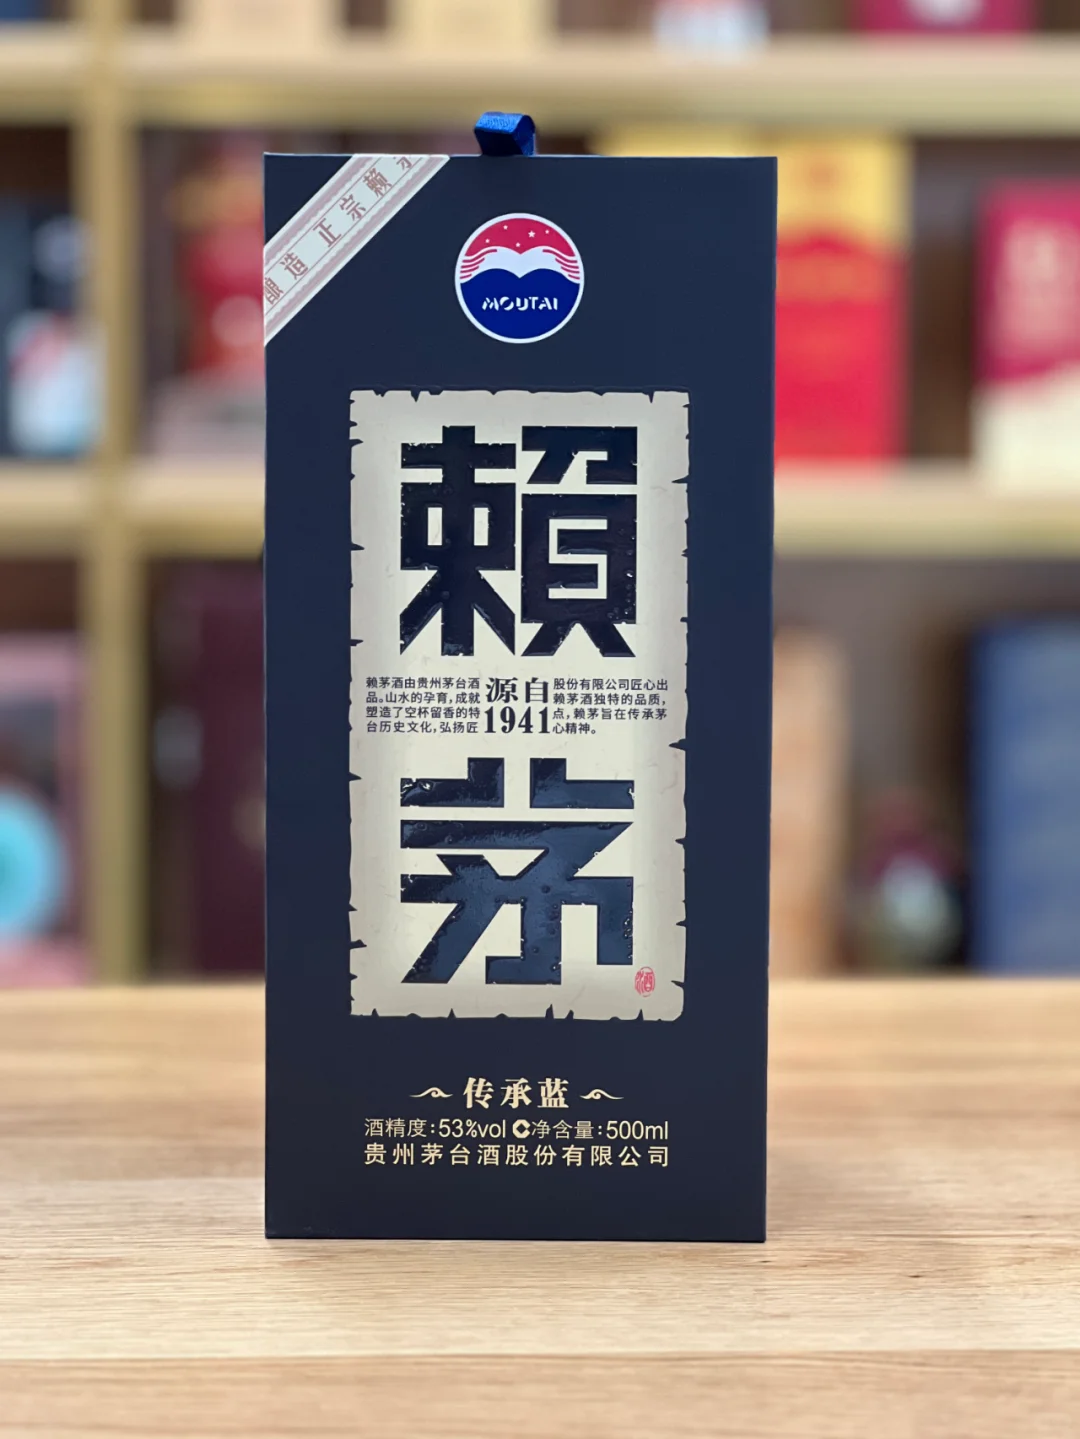 酿造 正宗赖
MOUTAI
賴
赖茅酒由贵州茅台酒
品。山水的孕育,成就
塑造了空杯留香的特
台历史文化,弘扬匠
源自
1941
股份有限公司匠心出
赖茅酒独特的品质,
点,赖茅旨在传承茅
心精神。
茅
酒
传承蓝
酒精度:53%vol 净含量:500ml
贵州茅台酒股份有限公司